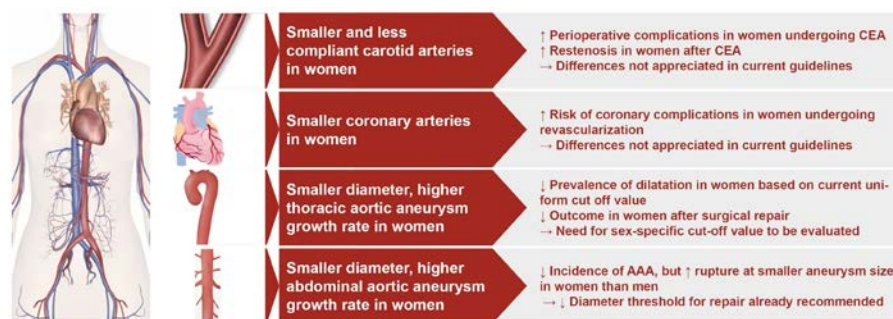 Smaller and less
compliant carotid arteries
in women
↑ Perioperative complications in women undergoing CEA
↑ Restenosis in women after CEA
→ Differences not appreciated in current guidelines
Smaller coronary arteries
in women
↑ Risk of coronary complications in women undergoing
revascularization
→ Differences not appreciated in current guidelines
Smaller diameter, higher
thoracic aortic aneurysm
growth rate in women
↓ Prevalence of dilatation in women based on current uni-
form cut off value
↓ Outcome in women after surgical repair
→ Need for sex-specific cut-off value to be evaluated
Smaller diameter, higher
abdominal aortic aneurysm
growth rate in women
↓ Incidence of AAA, but ↑ rupture at smaller aneurysm size
in women than men
→ ↓ Diameter threshold for repair already recommended